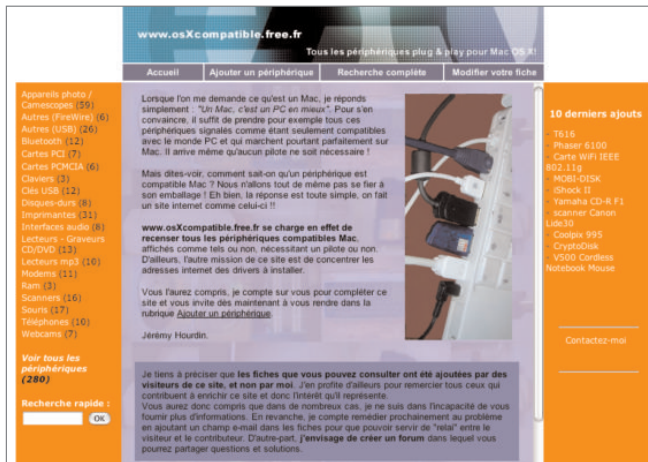 www.osXcompatible.free.fr
Tous les périphériques plug & play pour Mac OS X!
Accueil
Ajouter un périphérique
Recherche complète
Modifier votre fiche
Appareils photo /
Camescopes (59)
Autres (FireWire) (6)
Autres (USB) (26)
Bluetooth (12)
Cartes PCI (7)
Cartes PCMCIA (6)
Claviers (3)
Clés USB (12)
Disques-durs (8)
Imprimantes (31)
Interfaces audio (8)
Lecteurs - Graveurs
CD/DVD (13)
Lecteurs mp3 (10)
Modems (11)
Ram (3)
Scanners (16)
Souris (17)
Téléphones (10)
Webcams (7)
Voir tous les
périphériques
(280)
Recherche rapide :
OK
Lorsque l'on me demande ce qu'est un Mac, je réponds
simplement : "Un Mac, c'est un PC en mieux". Pour s'en
convaincre, il suffit de prendre pour exemple tous ces
périphériques signalés comme étant seulement compatibles
avec le monde PC et qui marchent pourtant parfaitement sur
Mac. Il arrive même qu'aucun pilote ne soit nécessaire !
Mais dites-voir, comment sait-on qu'un périphérique est
compatible Mac ? Nous n'allons tout de même pas se fier à
son emballage ! Eh bien, la réponse est toute simple, on fait
un site internet comme celui-ci !!
www.osXcompatible.free.fr se charge en effet de
recenser tous les périphériques compatibles Mac,
affichés comme tels ou non, nécessitant un pilote ou non.
D'ailleurs, l'autre mission de ce site est de concentrer les
adresses internet des drivers à installer.
Vous l'aurez compris, je compte sur vous pour compléter ce
site et vous invite dès maintenant à vous rendre dans la
rubrique Ajouter un périphérique.
Jérémy Hourdin.
Je tiens à préciser que les fiches que vous pouvez consulter ont été ajoutées par des
visiteurs de ce site, et non par moi. J'en profite d'ailleurs pour remercier tous ceux qui
contribuent à enrichir ce site et donc l'intérêt qu'il représente.
Vous aurez donc compris que dans de nombreux cas, je ne suis dans l'incapacité de vous
fournir plus d'informations. En revanche, je compte remédier prochainement au problème
en ajoutant un champ e-mail dans les fiches pour que pouvoir servir de "relai" entre le
visiteur et le contributeur. D'autre-part, j'envisage de créer un forum dans lequel vous
pourrez partager questions et solutions.
10 derniers ajouts
- T616
- Phaser 6100
- Carte WiFi IEEE
802.11g
- MOBI-DISK
- iShock II
- Yamaha CD-R F1
- scanner Canon
Lide30
- Coolpix 995
- CryptoDisk
- V500 Cordless
Notebook Mouse
Contactez-moi